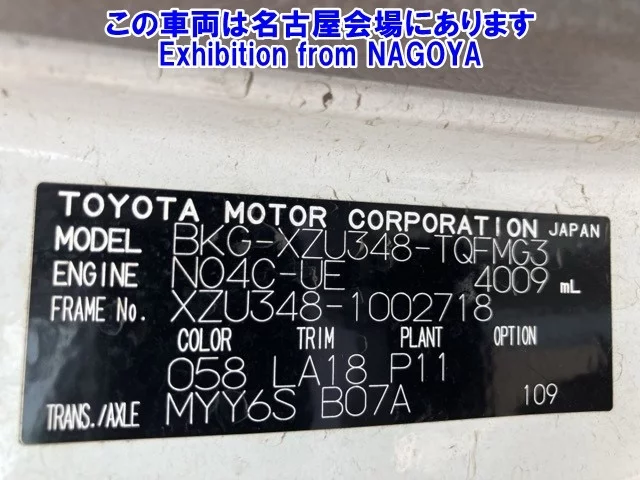 この車両は名古屋会場にあります
Exhibition from NAGOYA
TOYOTA MOTOR CORPORATION JAPAN
MODEL BKG-XZU348-TQFMG3
ENGINE N04C-UE 4009 mL
FRAME No. XZU348-1002718
COLOR TRIM PLANT OPTION
058 LA18 P11
TRANS./AXLE MYY6S B07A 109